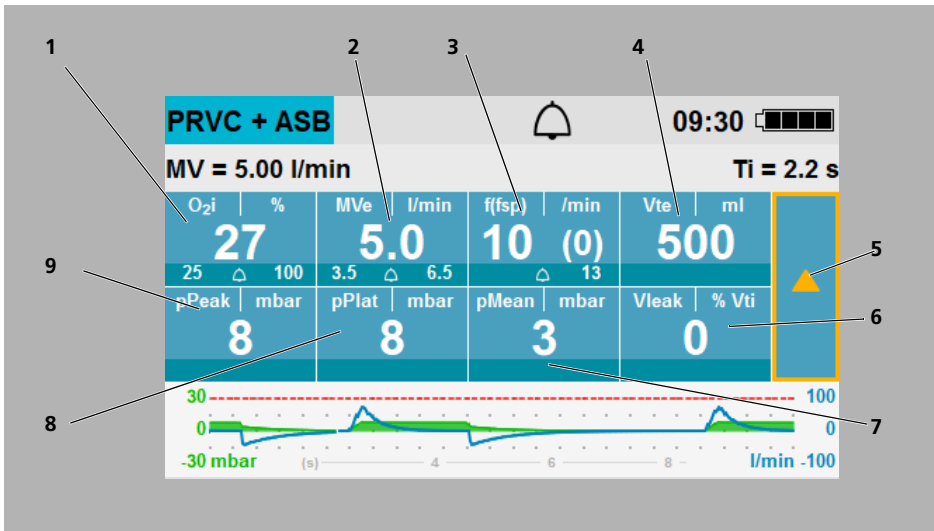 1 2 3 4
PRVC + ASB 09:30
MV = 5.00 l/min Ti = 2.2 s
O₂i % MVe l/min f(fsp) /min Vte ml
27 5.0 10 (0) 500
25 100 3.5 6.5 13
5
9
pPeak mbar pPlat mbar pMean mbar Vleak % Vti
6
8 8 3 0
30 100
0 0
8 7
-30 mbar (s) 4 6 8 l/min -100